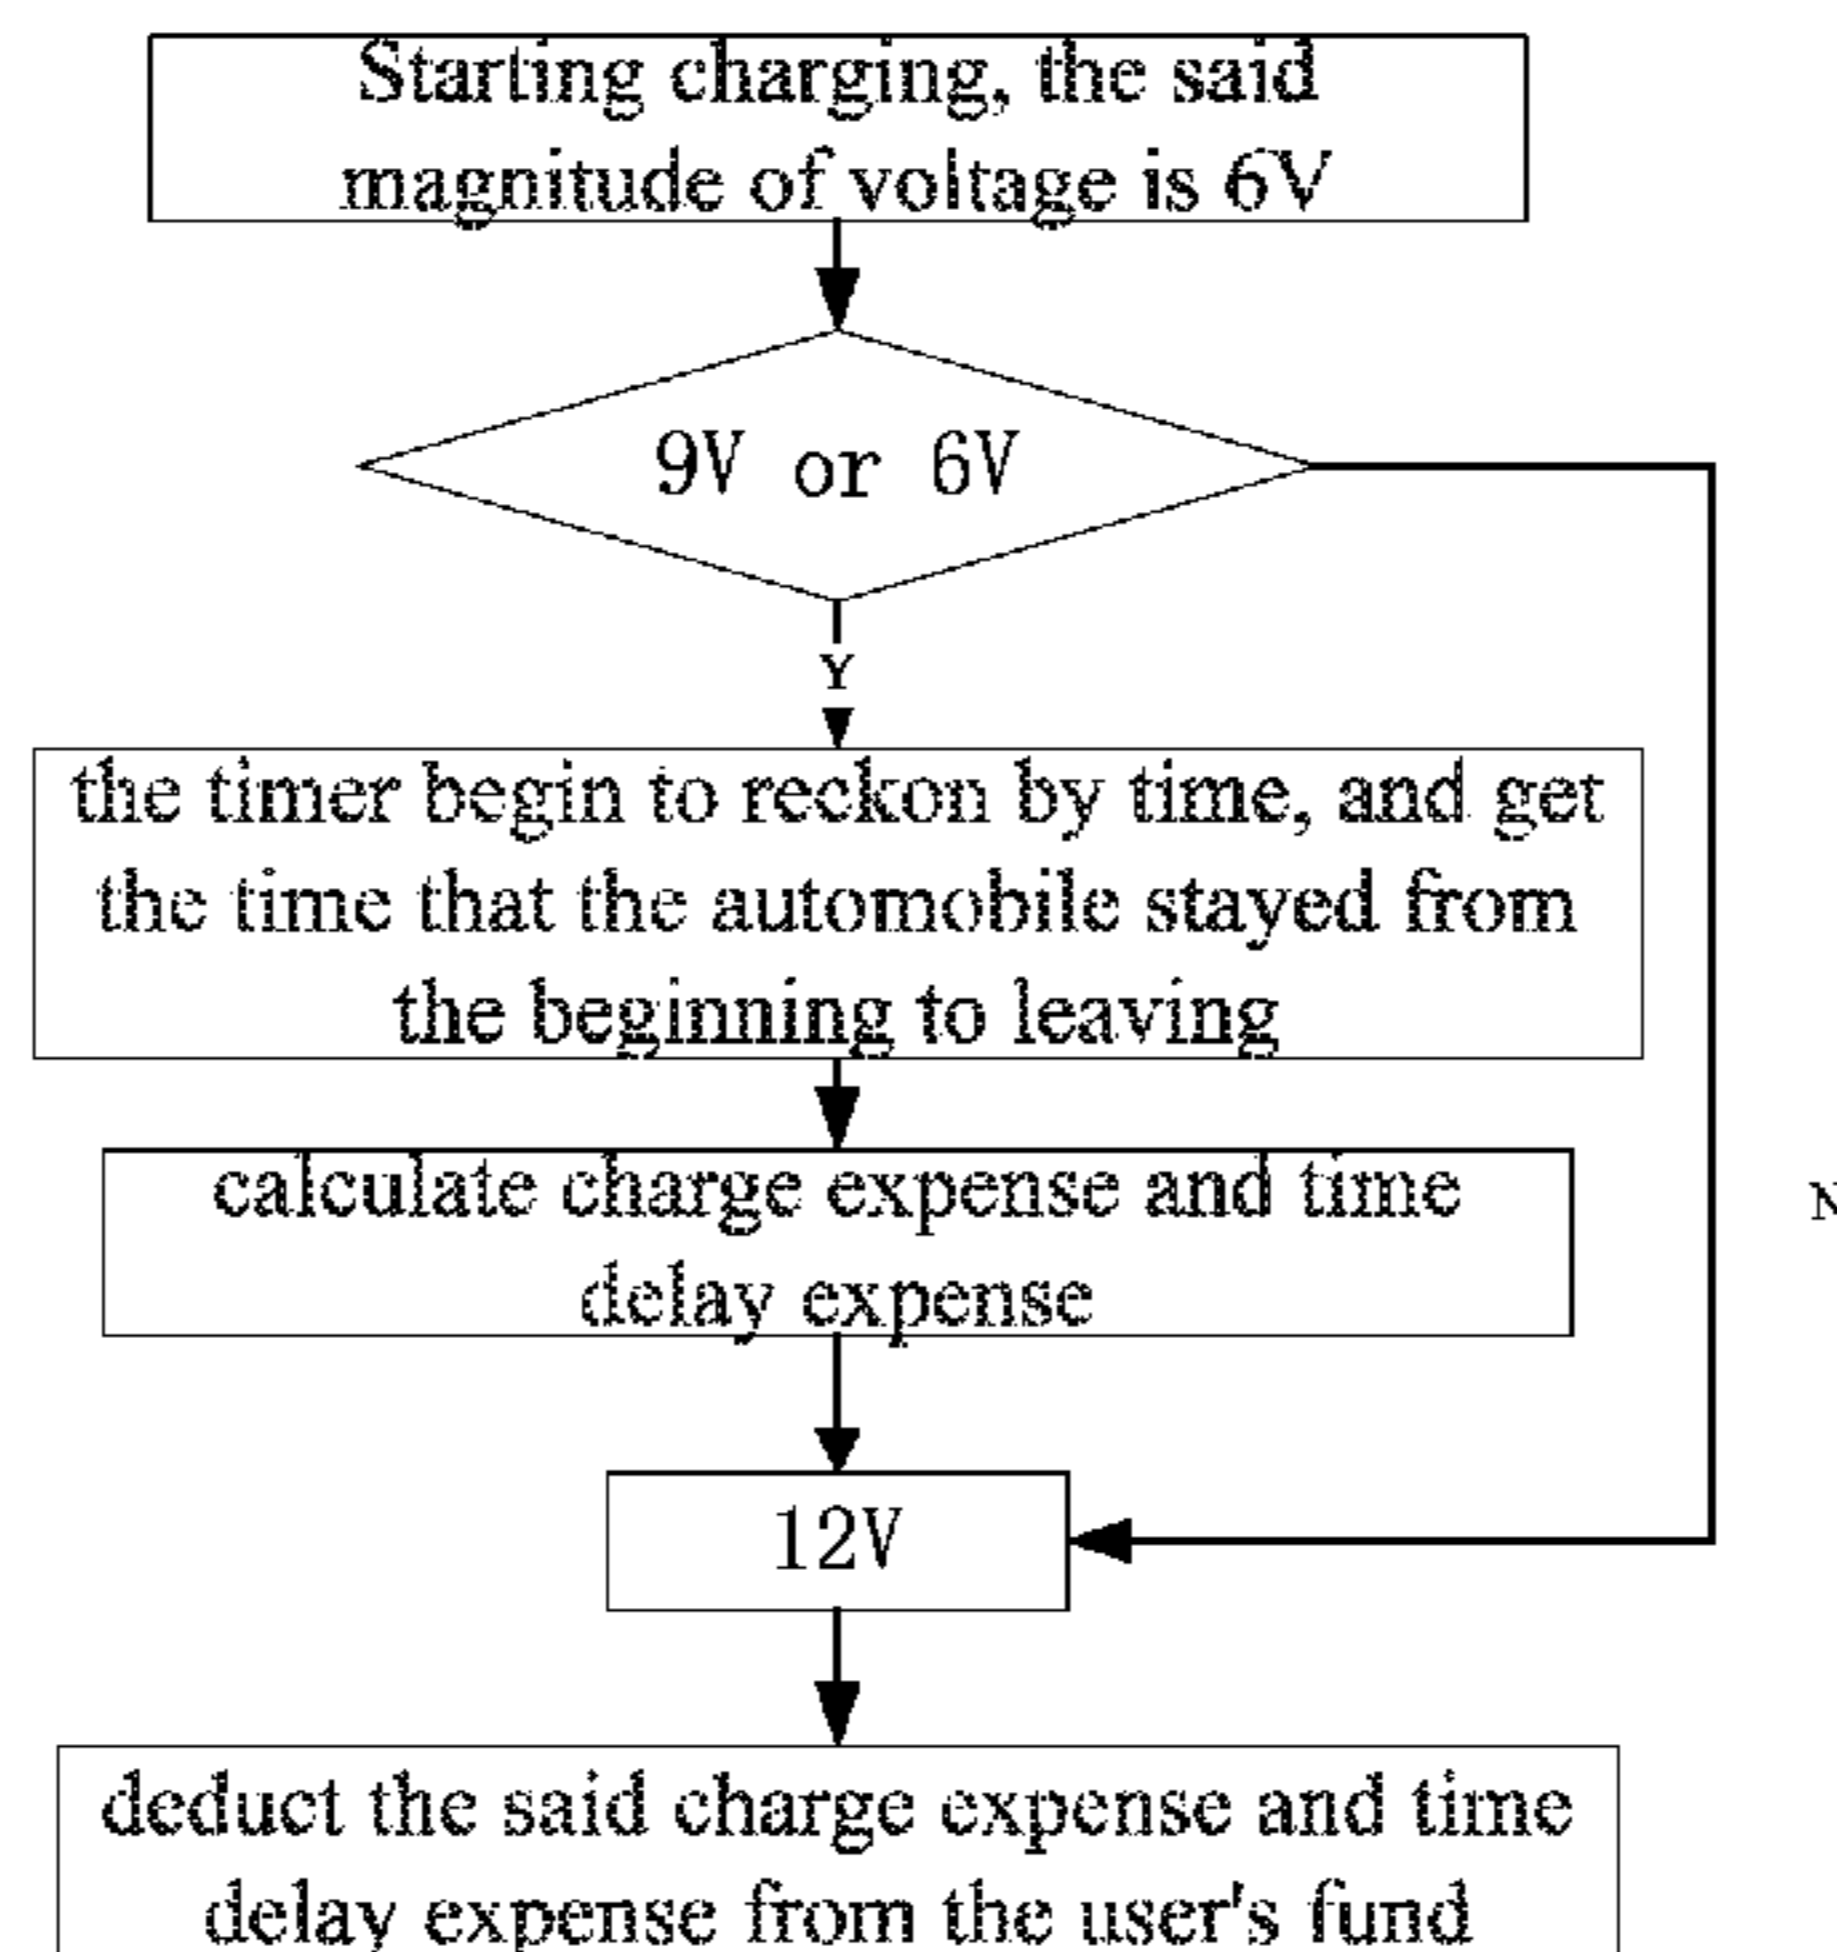 Starting charging, the said
magnitude of voltage is 6V
9V or 6V
Y
the timer begin to reckon by time, and get
the time that the automobile stayed from
the beginning to leaving
calculate charge expense and time
delay expense
N
12V
deduct the said charge expense and time
delay expense from the user's fund